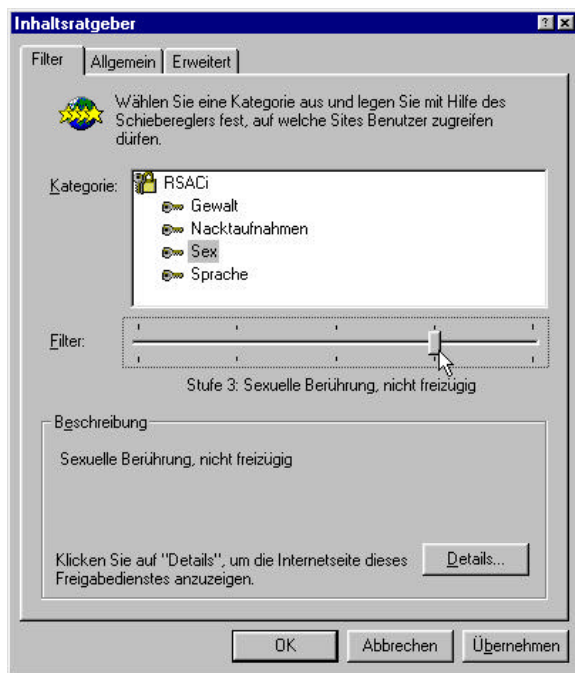 Inhaltsratgeber
Filter Allgemein Erweitert
Wählen Sie eine Kategorie aus und legen Sie mit Hilfe des
Schiebereglers fest, auf welche Sites Benutzer zugreifen
dürfen.
Kategorie:
RSACi
Gewalt
Nacktaufnahmen
Sex
Sprache
Filter:
Stufe 3: Sexuelle Berührung, nicht freizügig
Beschreibung
Sexuelle Berührung, nicht freizügig
Klicken Sie auf "Details", um die Internetseite dieses
Freigabedienstes anzuzeigen.
Details...
OK Abbrechen Übernehmen